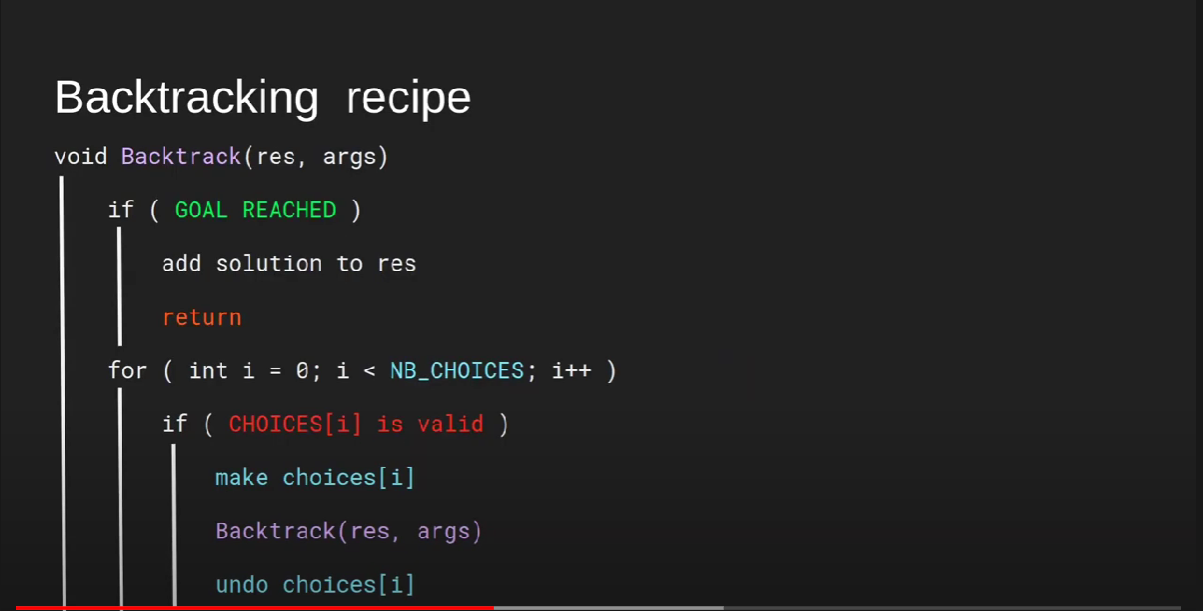 Backtracking recipe
void Backtrack(res, args)
if ( GOAL REACHED )
add solution to res
return
for ( int i = 0; i < NB_CHOICES; i++ )
if ( CHOICES[i] is valid )
make choices[i]
Backtrack(res, args)
undo choices[i]